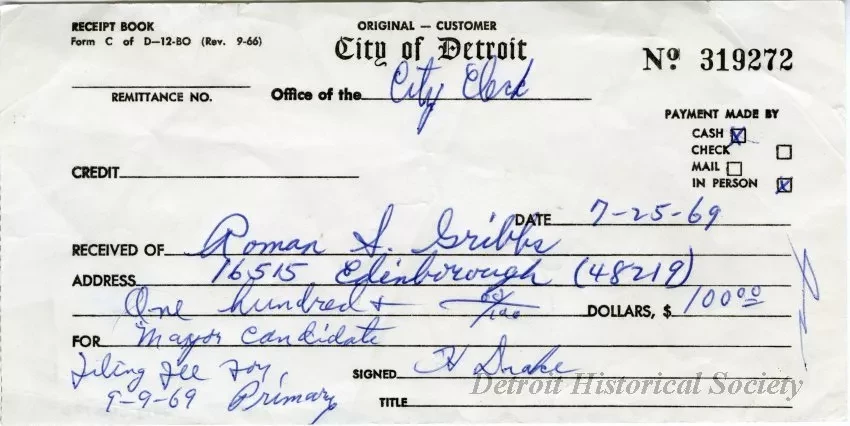 RECEIPT BOOK
Form C of D-12-BO (Rev. 9-66)
ORIGINAL — CUSTOMER
City of Detroit
No 319272
REMITTANCE NO.
Office of the City Clerk
PAYMENT MADE BY
CASH X
CHECK
MAIL
IN PERSON X
CREDIT
DATE 7-25-69
RECEIVED OF Roman S. Gribbs
ADDRESS 16515 Edinborough (48219)
One hundred + 00/100 DOLLARS, $ 100 00
FOR "Mayor candidate
Filing fee for,
9-9-69 Primary
SIGNED H Drake
TITLE
Detroit Historical Society